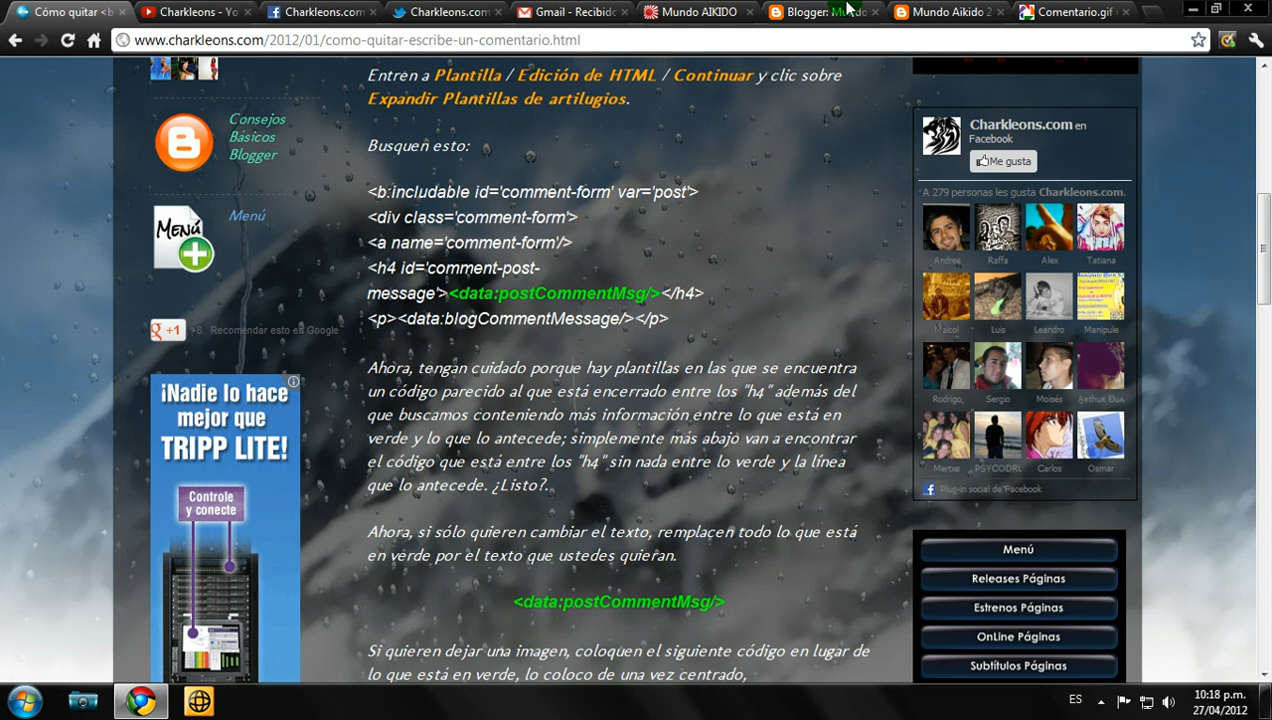 Cómo quitar <b
Charkleons - Yo
Charkleons.com
Charkleons.com
Gmail - Recibido
Mundo AIKIDO
Blogger: Mundo
Mundo Aikido 2
Comentario.gif
www.charkleons.com/2012/01/como-quitar-escribe-un-comentario.html
Consejos
Básicos
Blogger
Menú
Menú
+1
+8 Recomendar esto en Google
¡Nadie lo hace
mejor que
TRIPP LITE!
Controle
y conecte
Entren a Plantilla / Edición de HTML / Continuar y clic sobre
Expandir Plantillas de artilugios.
Busquen esto:
<b:includable id='comment-form' var='post'>
<div class='comment-form'>
<a name='comment-form'/>
<h4 id='comment-post-
message'><data:postCommentMsg/></h4>
<p><data:blogCommentMessage/></p>
Ahora, tengan cuidado porque hay plantillas en las que se encuentra
un código parecido al que está encerrado entre los "h4" además del
que buscamos conteniendo más información entre lo que está en
verde y lo que lo antecede; simplemente más abajo van a encontrar
el código que está entre los "h4" sin nada entre lo verde y la línea
que lo antecede. ¿Listo?.
Ahora, si sólo quieren cambiar el texto, remplacen todo lo que está
en verde por el texto que ustedes quieran.
<data:postCommentMsg/>
Si quieren dejar una imagen, coloquen el siguiente código en lugar de
lo que está en verde, lo coloco de una vez centrado,
Charkleons.com en
Facebook
Me gusta
A 279 personas les gusta Charkleons.com.
Andres Raffa Alex Tatiana
Maicol Luis Leandro Manipule
Rodrigo, Sergio Moisés Arthur Đuw
Mertxe PSYCODRL Carlos Osmar
Plug-in social de Facebook
Menú
Releases Páginas
Estrenos Páginas
OnLine Páginas
Subtítulos Páginas
ES
10:18 p.m.
27/04/2012